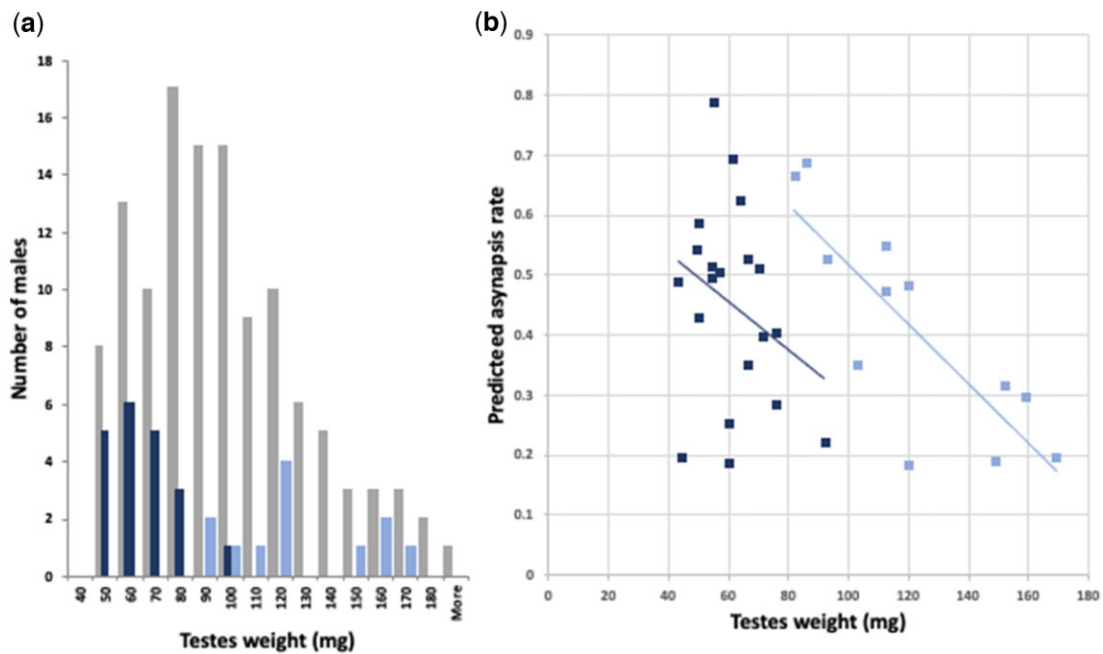 (a)
18
16
14
12
10
8
6
4
2
0
Number of males
40 50 60 70 80 90 100 110 120 130 140 150 160 170 180 More
Testes weight (mg)
(b)
0.9
0.8
0.7
0.6
0.5
0.4
0.3
0.2
0.1
0
Predicteed asynapsis rate
0 20 40 60 80 100 120 140 160 180
Testes weight (mg)